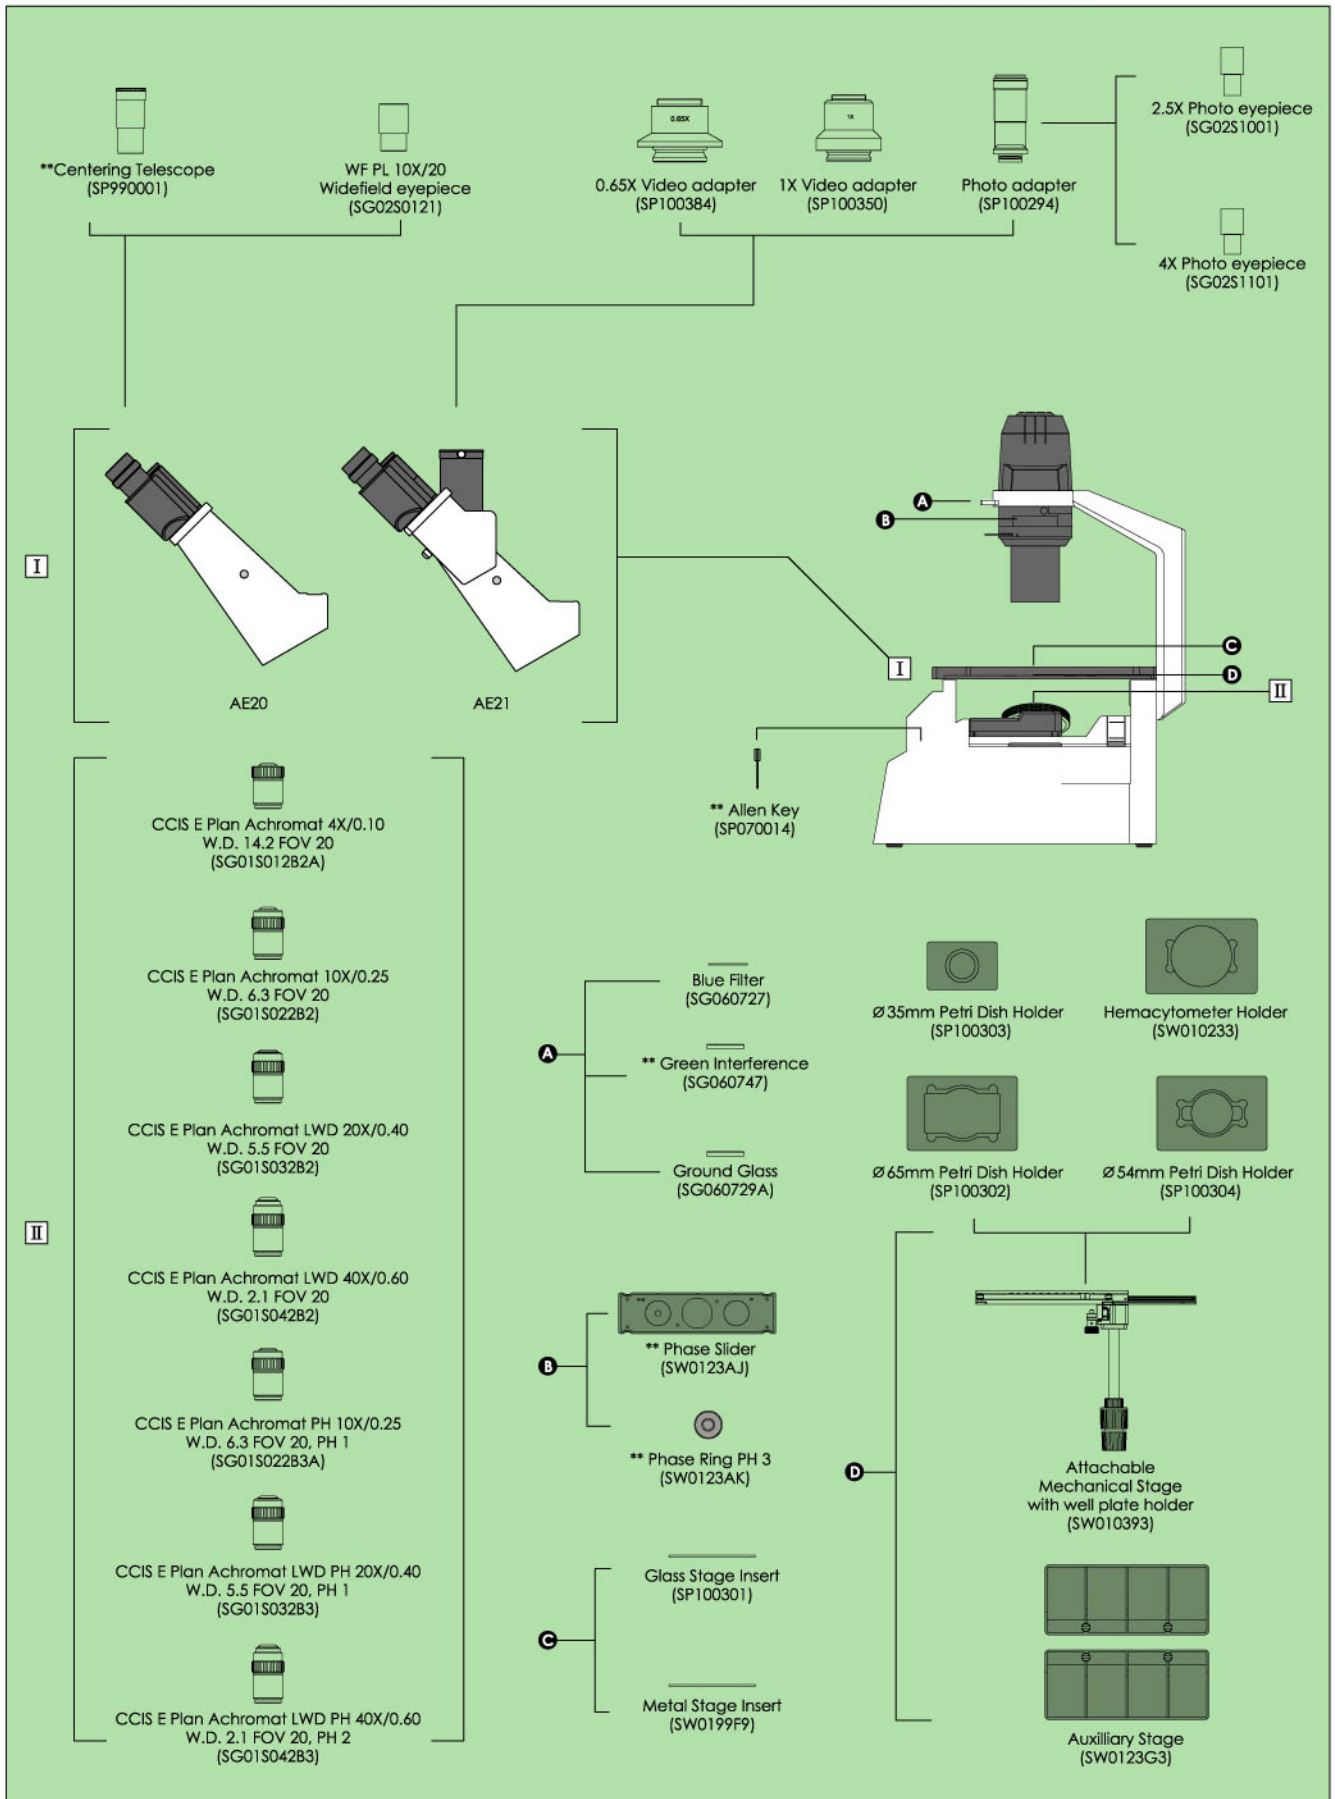 **Centering Telescope
(SP990001)
WF PL 10X/20
Widefield eyepiece
(SG02S0121)
0.65X
0.65X Video adapter
(SP100384)
1X
1X Video adapter
(SP100350)
Photo adapter
(SP100294)
2.5X Photo eyepiece
(SG02S1001)
4X Photo eyepiece
(SG02S1101)
I
AE20
AE21
A
B
C
D
I
II
** Allen Key
(SP070014)
II
CCIS E Plan Achromat 4X/0.10
W.D. 14.2 FOV 20
(SG01S012B2A)
CCIS E Plan Achromat 10X/0.25
W.D. 6.3 FOV 20
(SG01S022B2)
CCIS E Plan Achromat LWD 20X/0.40
W.D. 5.5 FOV 20
(SG01S032B2)
CCIS E Plan Achromat LWD 40X/0.60
W.D. 2.1 FOV 20
(SG01S042B2)
CCIS E Plan Achromat PH 10X/0.25
W.D. 6.3 FOV 20, PH 1
(SG01S022B3A)
CCIS E Plan Achromat LWD PH 20X/0.40
W.D. 5.5 FOV 20, PH 1
(SG01S032B3)
CCIS E Plan Achromat LWD PH 40X/0.60
W.D. 2.1 FOV 20, PH 2
(SG01S042B3)
A
Blue Filter
(SG060727)
** Green Interference
(SG060747)
Ground Glass
(SG060729A)
B
** Phase Slider
(SW0123AJ)
** Phase Ring PH 3
(SW0123AK)
C
Glass Stage Insert
(SP100301)
Metal Stage Insert
(SW0199F9)
Ø35mm Petri Dish Holder
(SP100303)
Hemacytometer Holder
(SW010233)
Ø65mm Petri Dish Holder
(SP100302)
Ø54mm Petri Dish Holder
(SP100304)
D
Attachable
Mechanical Stage
with well plate holder
(SW010393)
Auxilliary Stage
(SW0123G3)